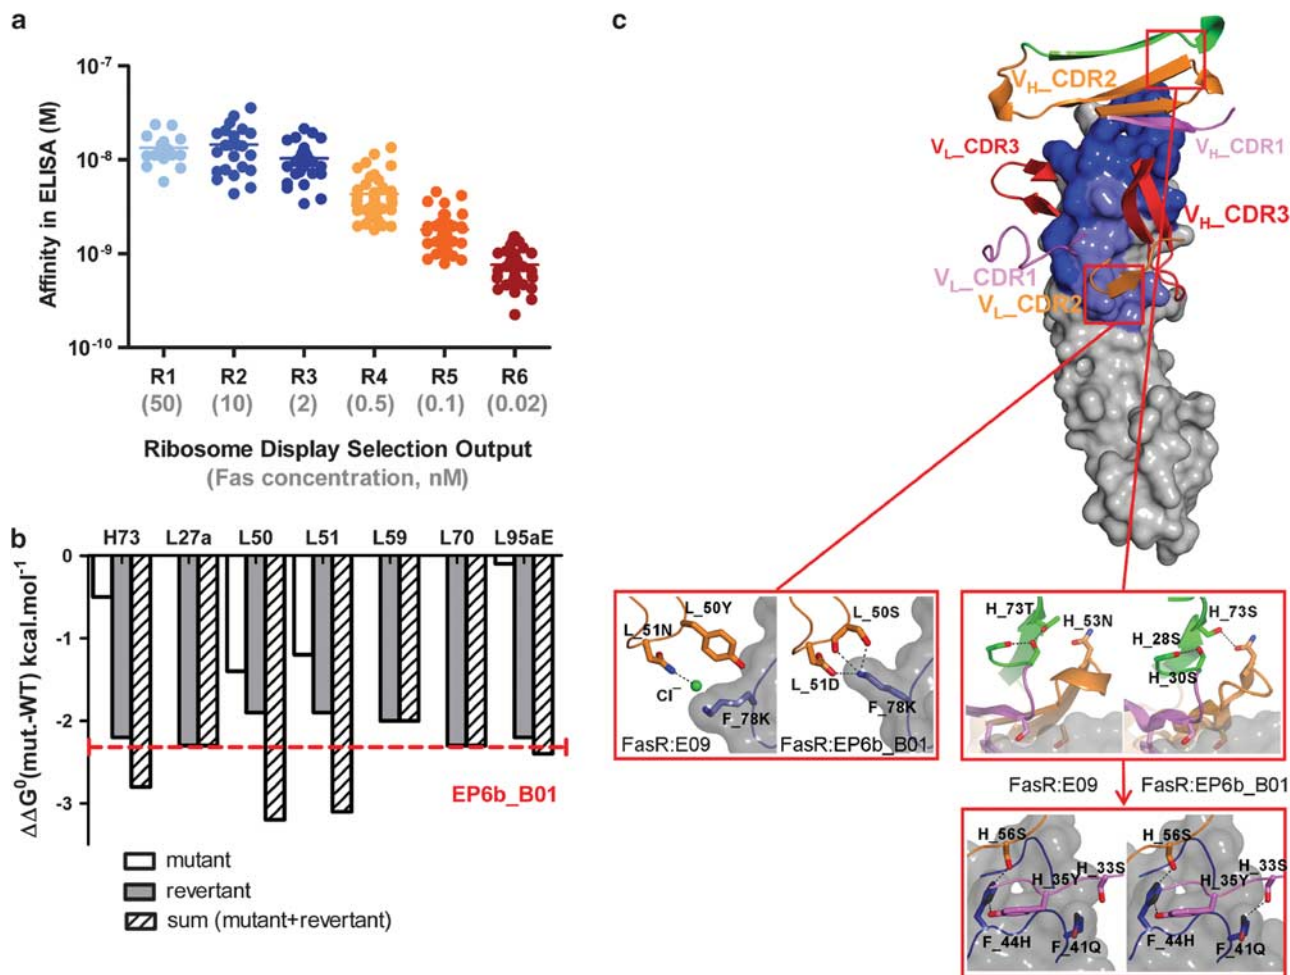 a
Affinity in ELISA (M)
10-7
10-8
10-9
10-10
R1 R2 R3 R4 R5 R6
(50) (10) (2) (0.5) (0.1) (0.02)
Ribosome Display Selection Output
(Fas concentration, nM)
b
H73 L27a L50 L51 L59 L70 L95aE
ΔΔG0(mut.-WT) kcal.mol-1
0
-1
-2
-3
EP6b_B01
mutant
revertant
sum (mutant+revertant)
c
VH_CDR2
VL_CDR3
VH_CDR1
VH_CDR3
VL_CDR1
VL_CDR2
L_50Y
L_51N
Cl-
F_78K
FasR:E09
L_50S
L_51D
F_78K
FasR:EP6b_B01
H_73T
H_53N
H_73S
H_28S
H_30S
FasR:E09
FasR:EP6b_B01
H_56S
H_33S
H_35Y
F_44H
F_41Q
H_56S
H_33S
H_35Y
F_44H
F_41Q